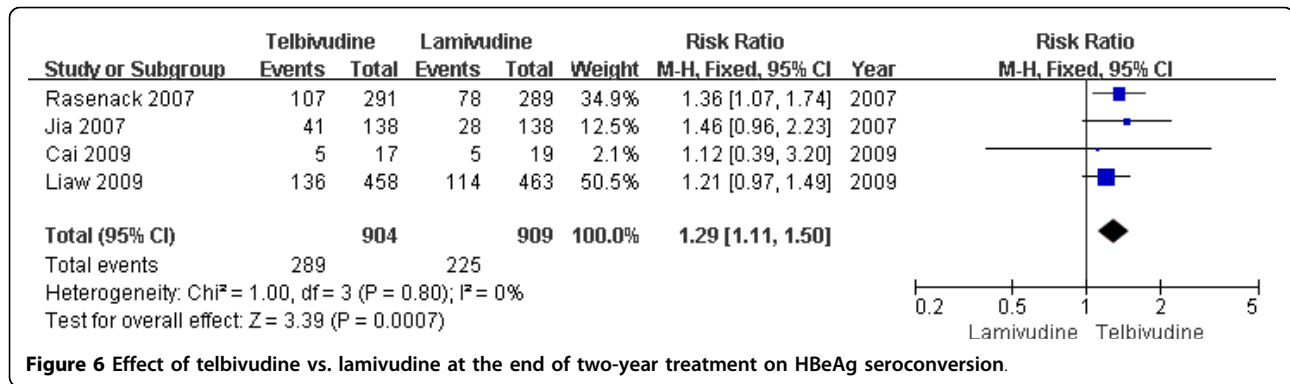 Telbivudine Lamivudine Risk Ratio Risk Ratio
Study or Subgroup Events Total Events Total Weight M-H, Fixed, 95% CI Year M-H, Fixed, 95% CI
Rasenack 2007 107 291 78 289 34.9% 1.36 [1.07, 1.74] 2007
Jia 2007 41 138 28 138 12.5% 1.46 [0.96, 2.23] 2007
Cai 2009 5 17 5 19 2.1% 1.12 [0.39, 3.20] 2009
Liaw 2009 136 458 114 463 50.5% 1.21 [0.97, 1.49] 2009
Total (95% CI) 904 909 100.0% 1.29 [1.11, 1.50]
Total events 289 225
Heterogeneity: Chi² = 1.00, df = 3 (P = 0.80); I² = 0%
Test for overall effect: Z = 3.39 (P = 0.0007)
0.2 0.5 1 2 5
Lamivudine Telbivudine
Figure 6 Effect of telbivudine vs. lamivudine at the end of two-year treatment on HBeAg seroconversion.